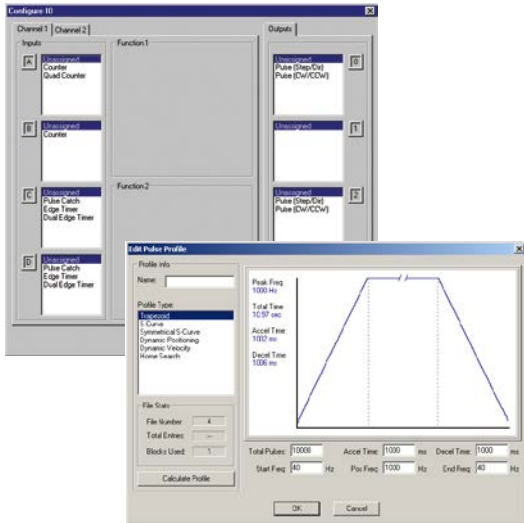 Configure IO
Channel 1
Channel 2
Outputs
Inputs
Function 1
A
Unassigned
Counter
Quad Counter
Unassigned
Pulse (Step/Dir)
Pulse (CW/CCW)
0
B
Unassigned
Counter
Unassigned
1
Function 2
C
Unassigned
Pulse Catch
Edge Timer
Dual Edge Timer
Unassigned
Pulse (Step/Dir)
Pulse (CW/CCW)
2
D
Unassigned
Pulse Catch
Edge Timer
Dual Edge Timer
Edit Pulse Profile
Profile Info
Name:
Profile Type:
Trapezoid
S-Curve
Symmetrical S-Curve
Dynamic Positioning
Dynamic Velocity
Home Search
File Stats
File Number: 4
Total Entries: ---
Blocks Used: 1
Calculate Profile
Peak Freq
1000 Hz
Total Time
10.97 sec
Accel Time
1002 ms
Decel Time
1006 ms
Total Pulses: 10000 Accel Time: 1000 ms Decel Time: 1000 ms
Start Freq: 40 Hz Pos Freq: 1000 Hz End Freq: 40 Hz
OK
Cancel